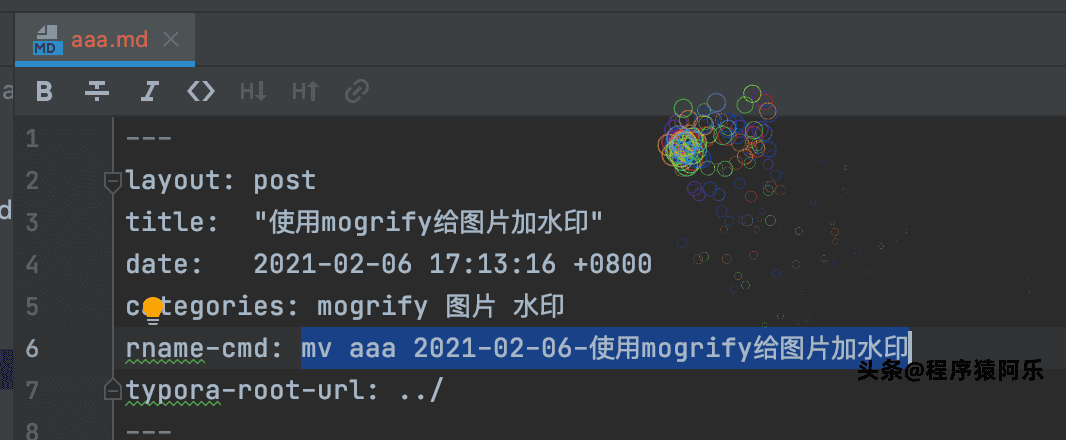 MD aaa.md
B I H H
1 ---
2 layout: post
3 title:  "使用mogrify给图片加水印"
4 date:   2021-02-06 17:13:16 +0800
5 categories: mogrify 图片 水印
6 rname-cmd: mv aaa 2021-02-06-使用mogrify给图片加水印
头条@程序猿阿乐
7 typora-root-url: ../
8 ---